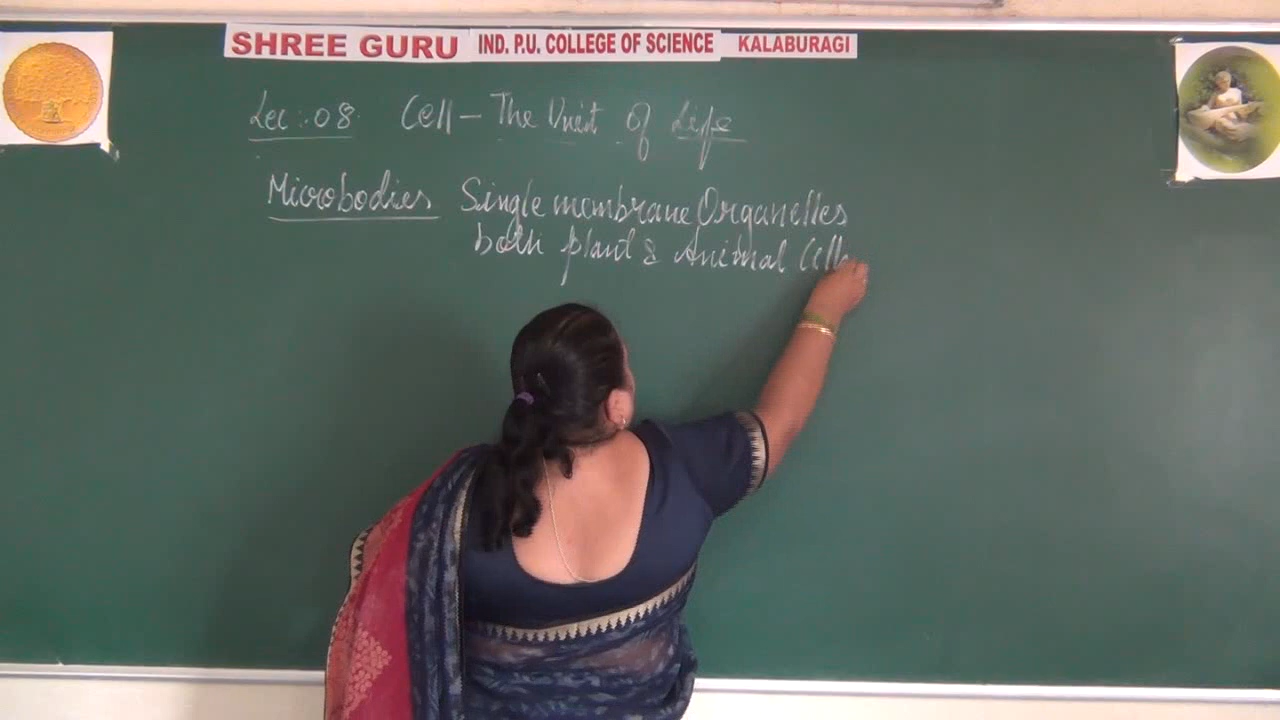 SHREE GURU IND. P.U. COLLEGE OF SCIENCE KALABURAGI
Lec : 08 Cell - The Unit of Life
Microbodies Single membrane Organelles
both plant & Animal Cells